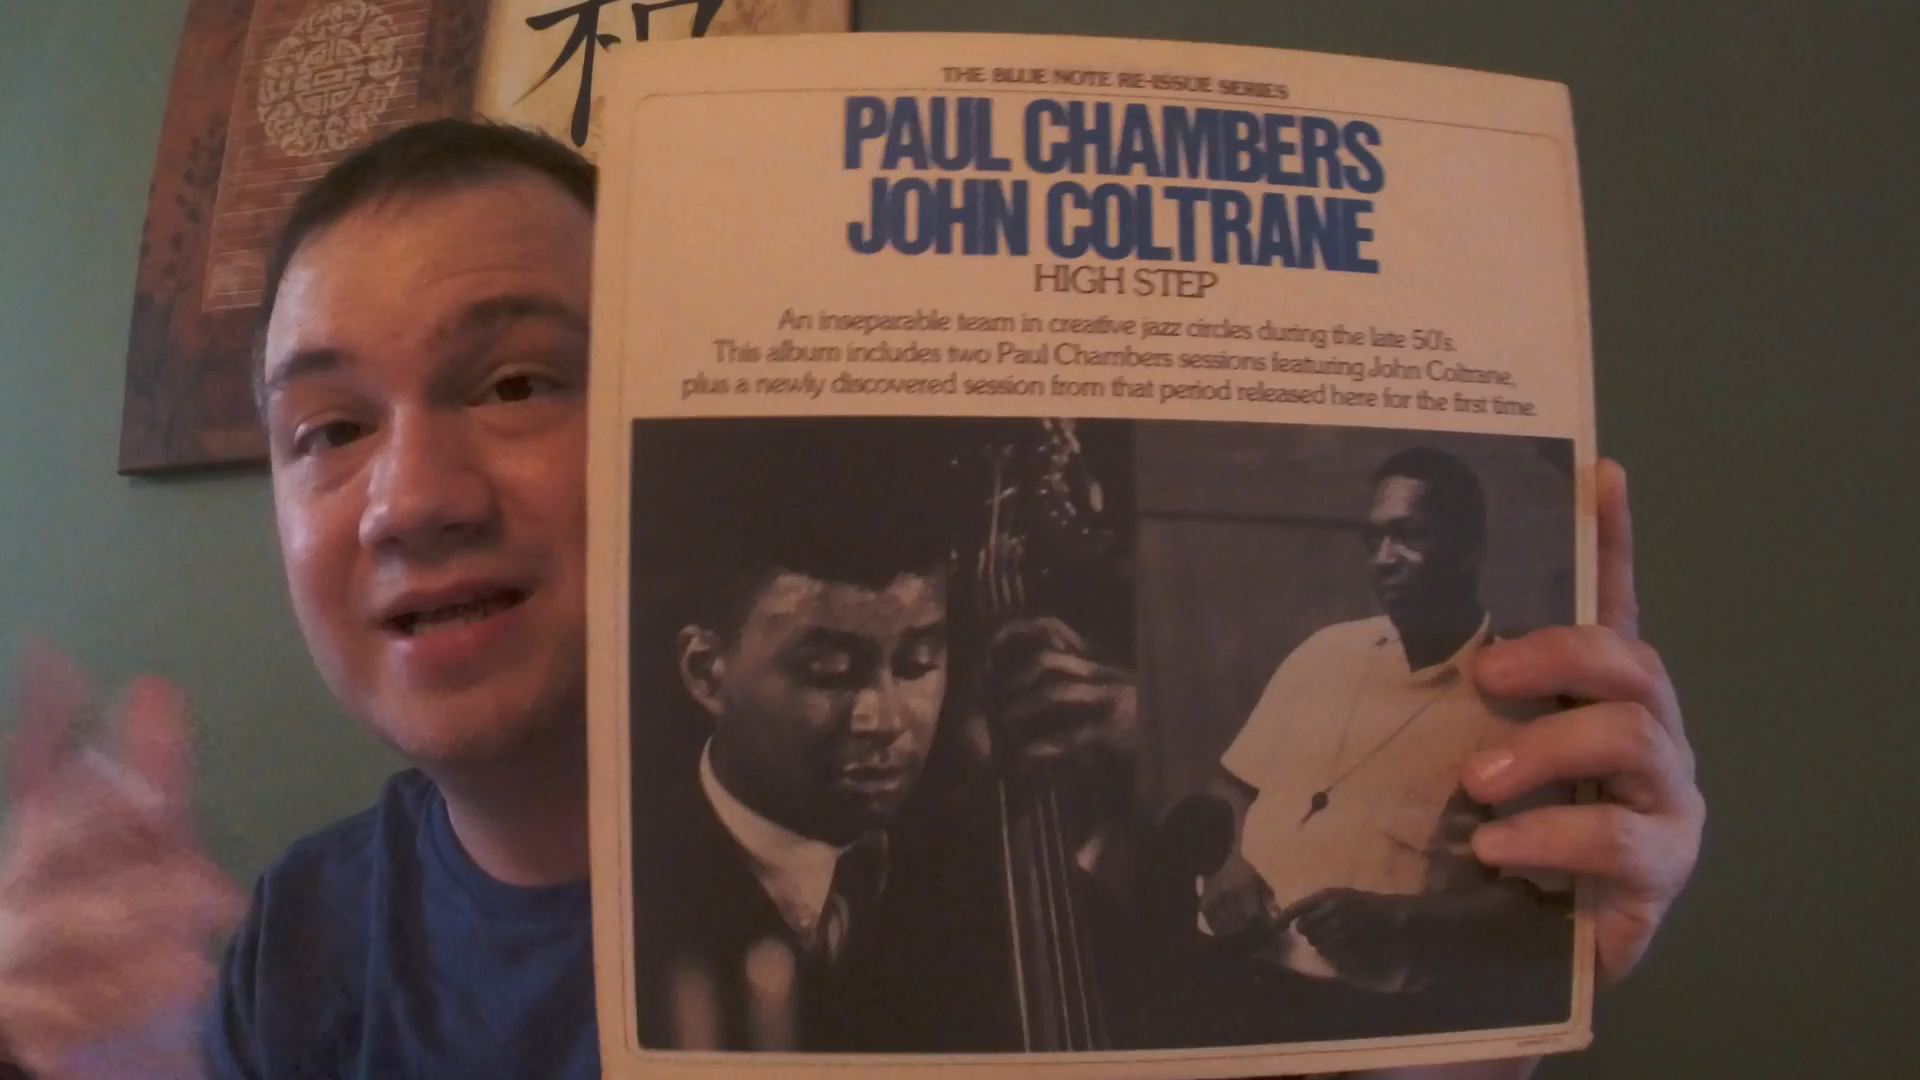 和
THE BLUE NOTE RE-ISSUE SERIES
PAUL CHAMBERS
JOHN COLTRANE
HIGH STEP
An inseparable team in creative jazz circles during the late 50's.
This album includes two Paul Chambers sessions featuring John Coltrane,
plus a newly discovered session from that period released here for the first time.